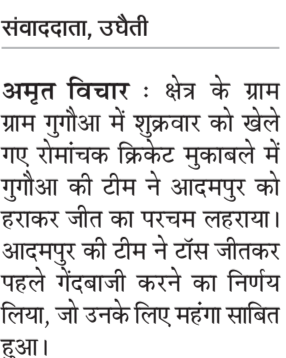 संवाददाता, उघैती
अमृत विचार : क्षेत्र के ग्राम
ग्राम गुगौआ में शुक्रवार को खेले
गए रोमांचक क्रिकेट मुकाबले में
गुगौआ की टीम ने आदमपुर को
हराकर जीत का परचम लहराया।
आदमपुर की टीम ने टॉस जीतकर
पहले गेंदबाजी करने का निर्णय
लिया, जो उनके लिए महंगा साबित
हुआ।